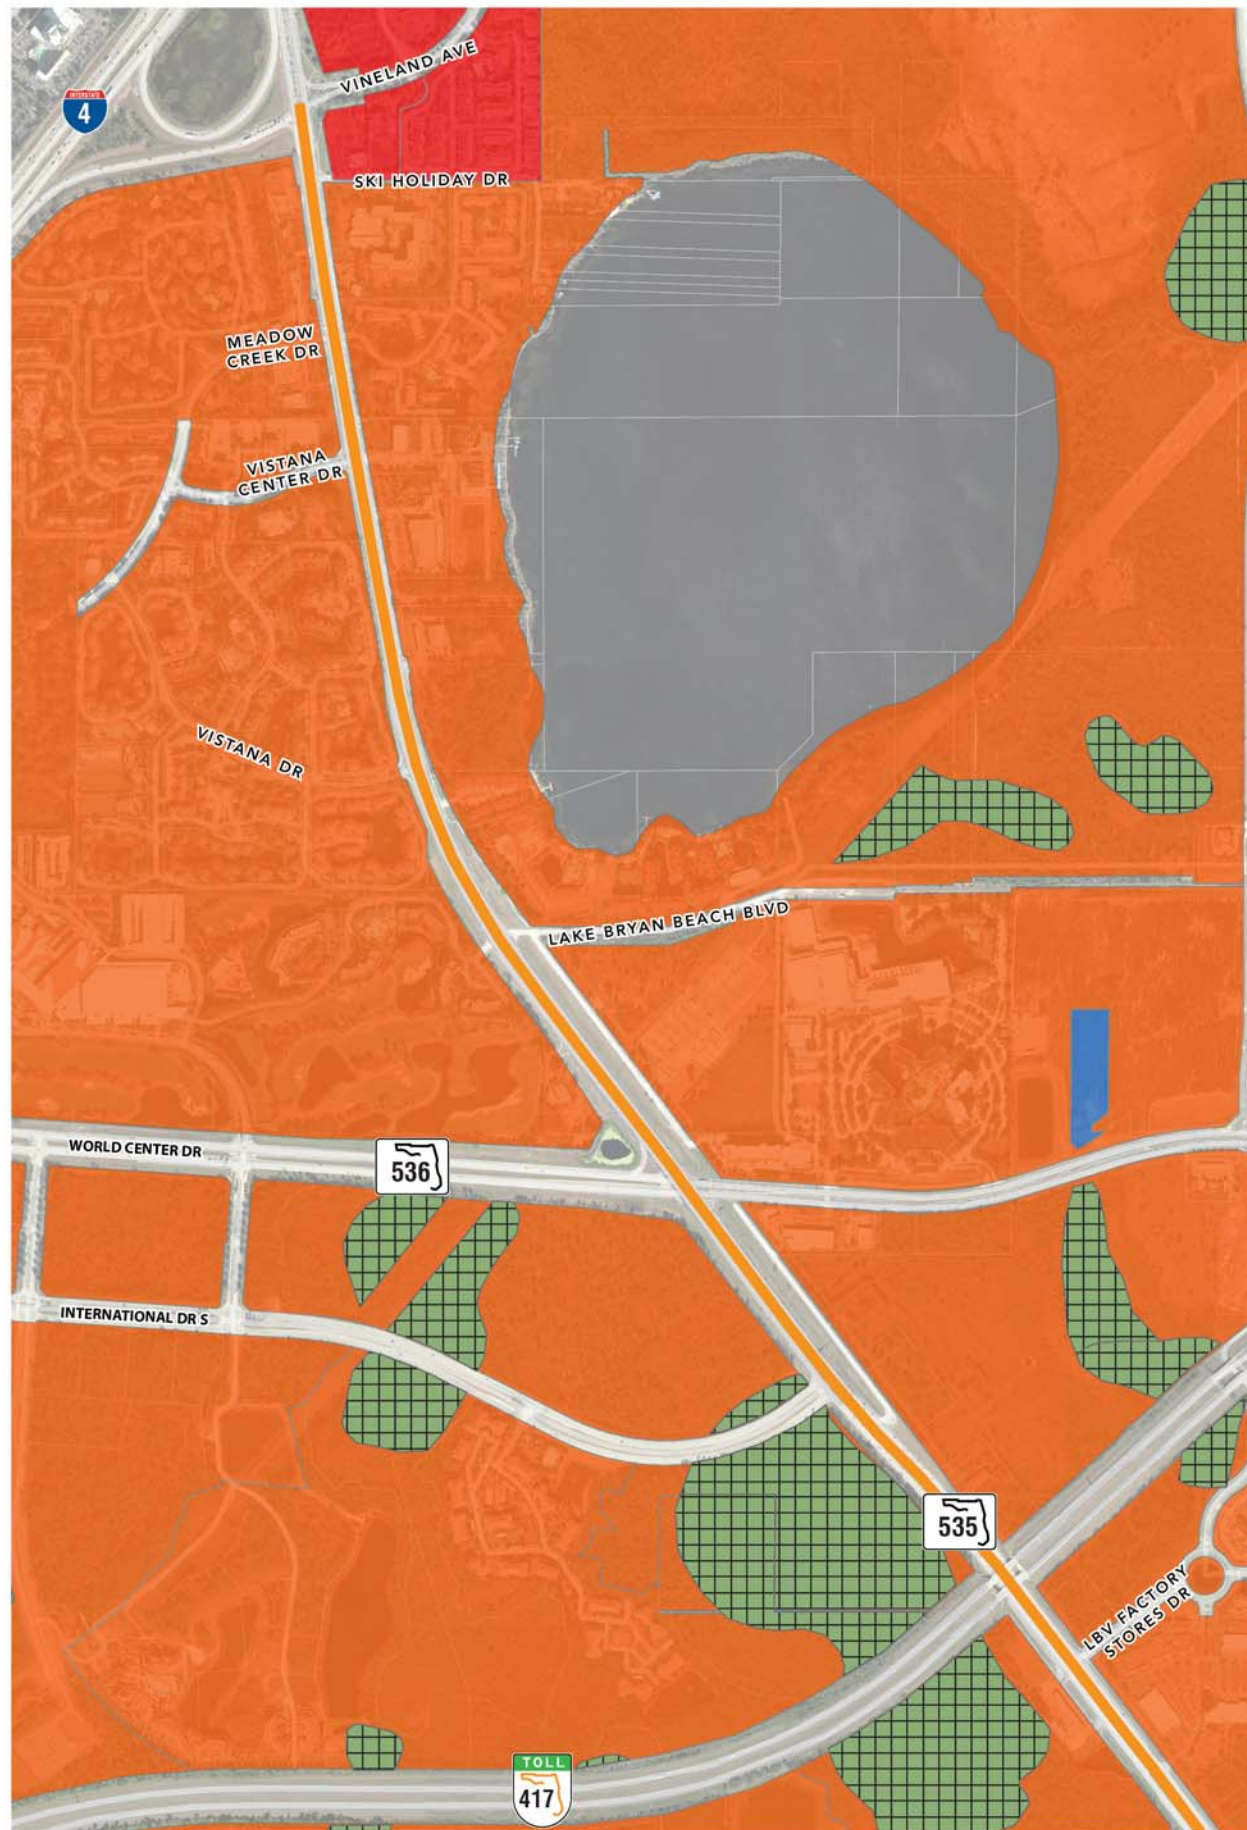 VINELAND AVE
INTERSTATE
4
SKI HOLIDAY DR
MEADOW
CREEK DR
VISTANA
CENTER DR
VISTANA DR
LAKE BRYAN BEACH BLVD
WORLD CENTER DR
536
INTERNATIONAL DR S
535
LBV FACTORY
STORES DR
TOLL
417